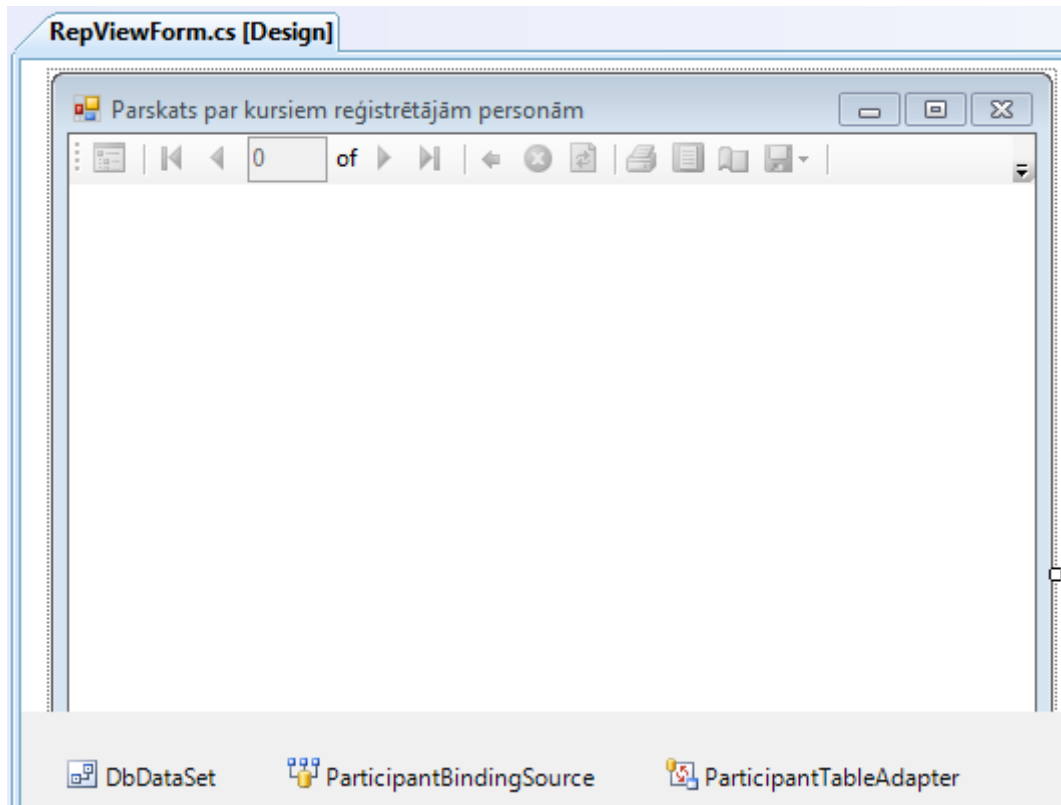 RepViewForm.cs [Design]
Parskats par kursiem reģistrētājām personām
0 of
DbDataSet ParticipantBindingSource ParticipantTableAdapter